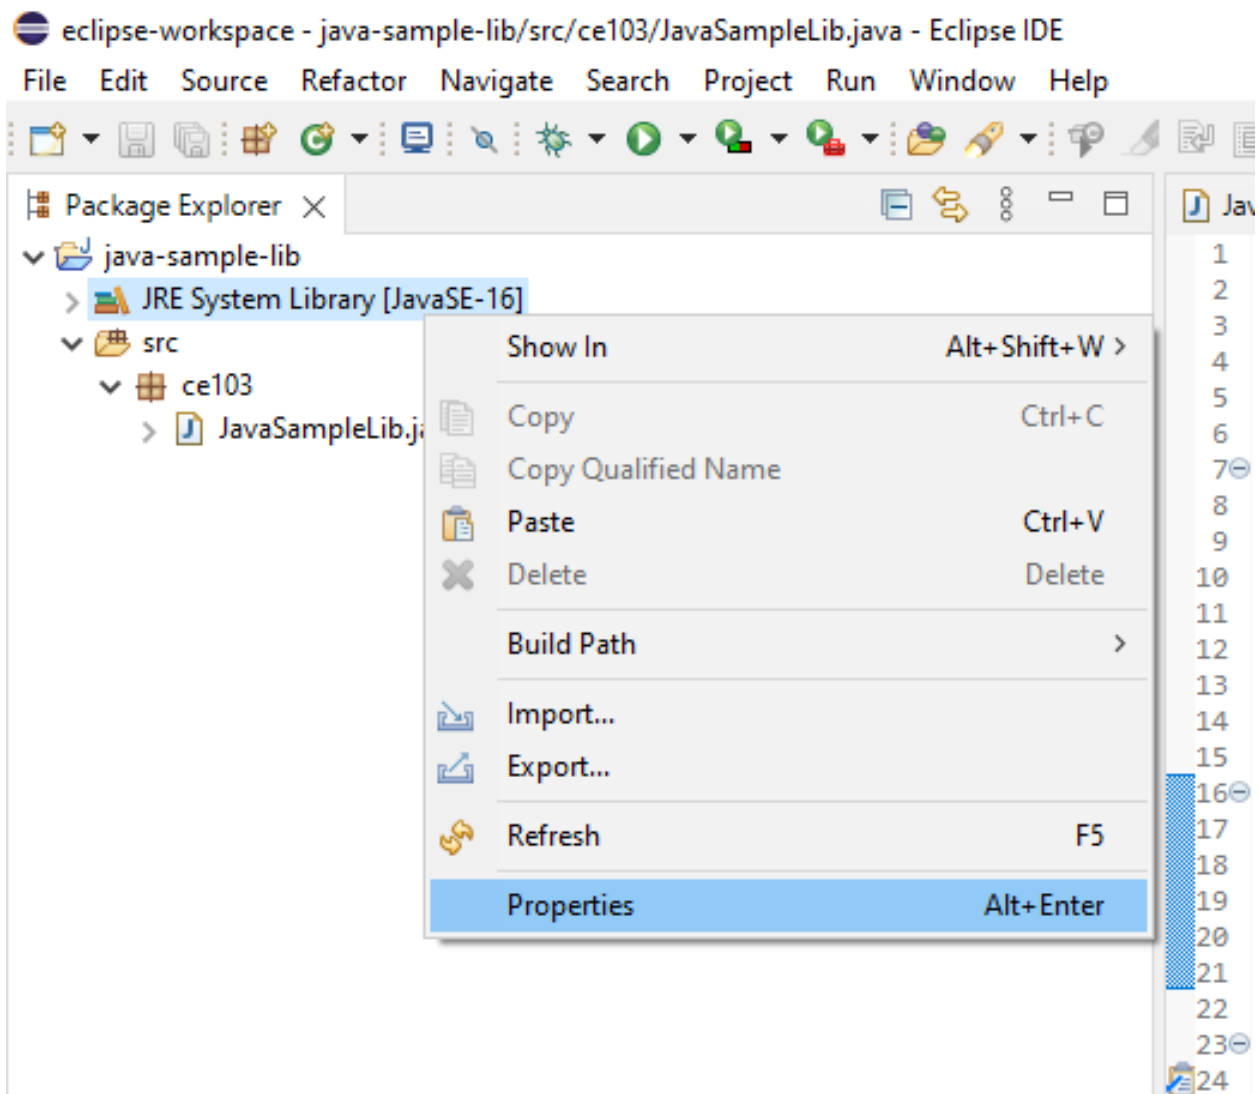 eclipse-workspace - java-sample-lib/src/ce103/JavaSampleLib.java - Eclipse IDE
File Edit Source Refactor Navigate Search Project Run Window Help
Package Explorer
Jav
java-sample-lib
JRE System Library [JavaSE-16]
src
ce103
JavaSampleLib.ja
Show In Alt+Shift+W
Copy Ctrl+C
Copy Qualified Name
Paste Ctrl+V
Delete Delete
Build Path
Import...
Export...
Refresh F5
Properties Alt+Enter
1
2
3
4
5
6
7
8
9
10
11
12
13
14
15
16
17
18
19
20
21
22
23
24